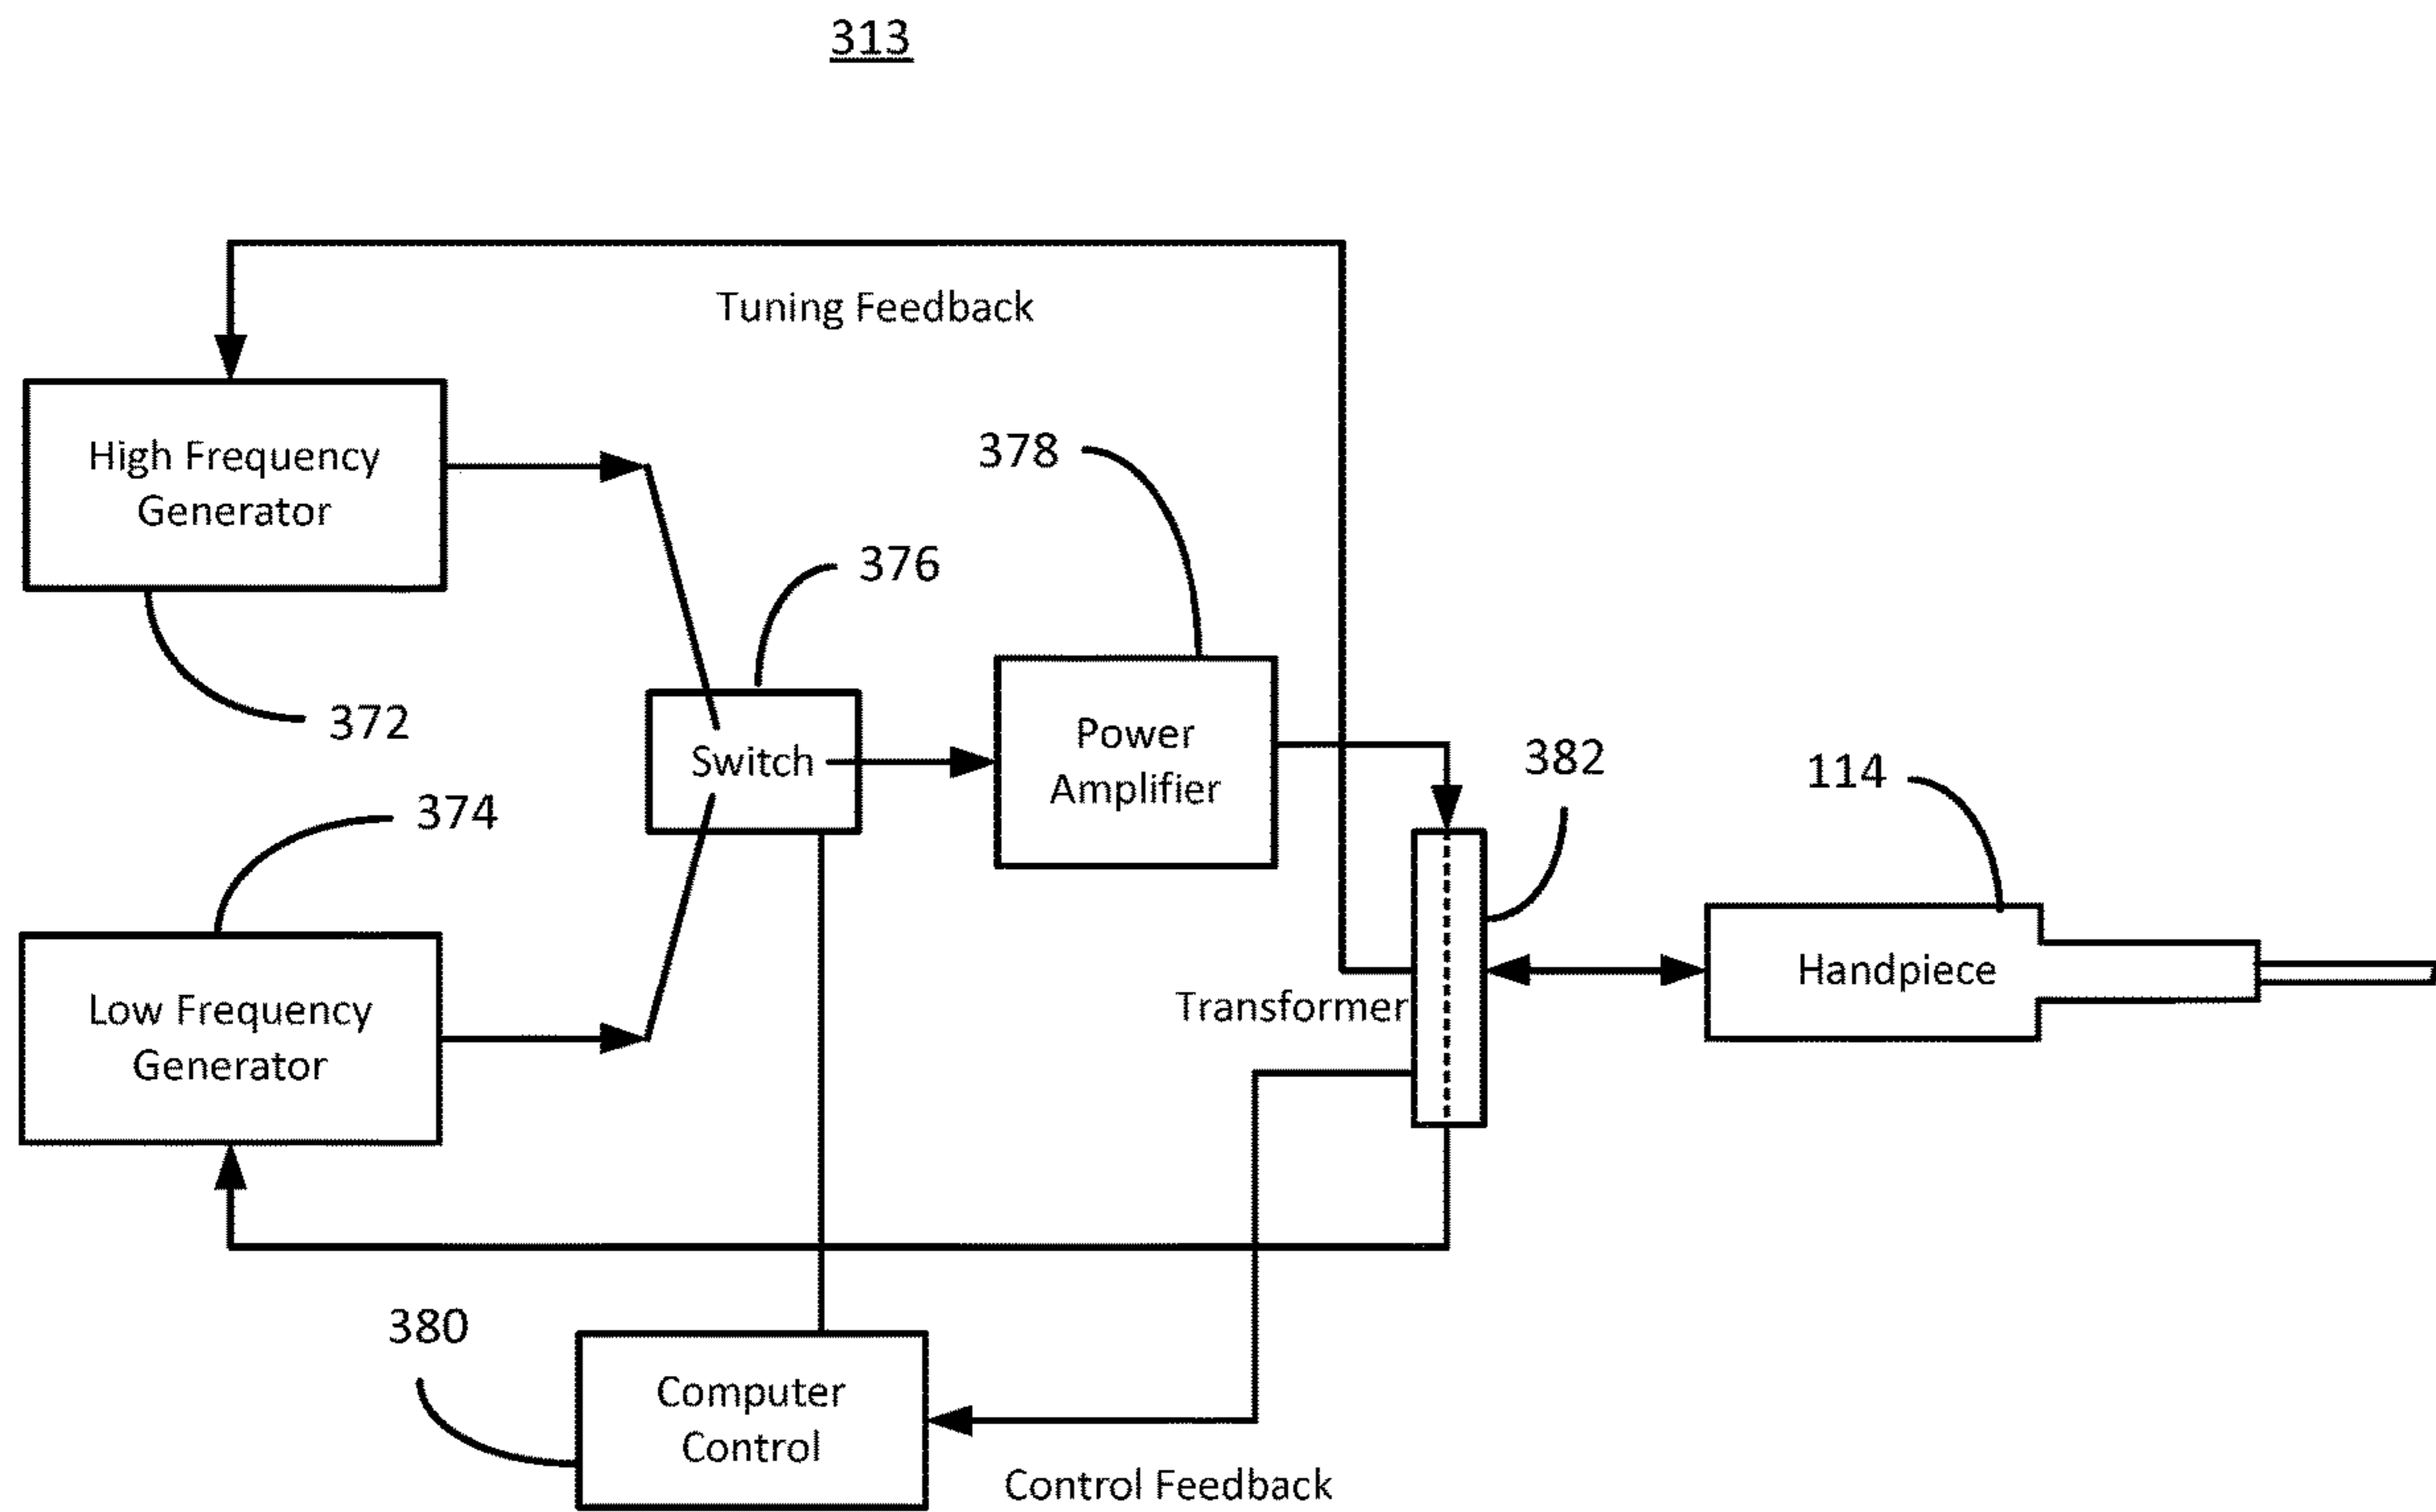 313
Tuning Feedback
High Frequency
Generator
378
376
372
Power
Amplifier
Switch
382
114
374
Handpiece
Transformer
Low Frequency
Generator
380
Computer
Control
Control Feedback